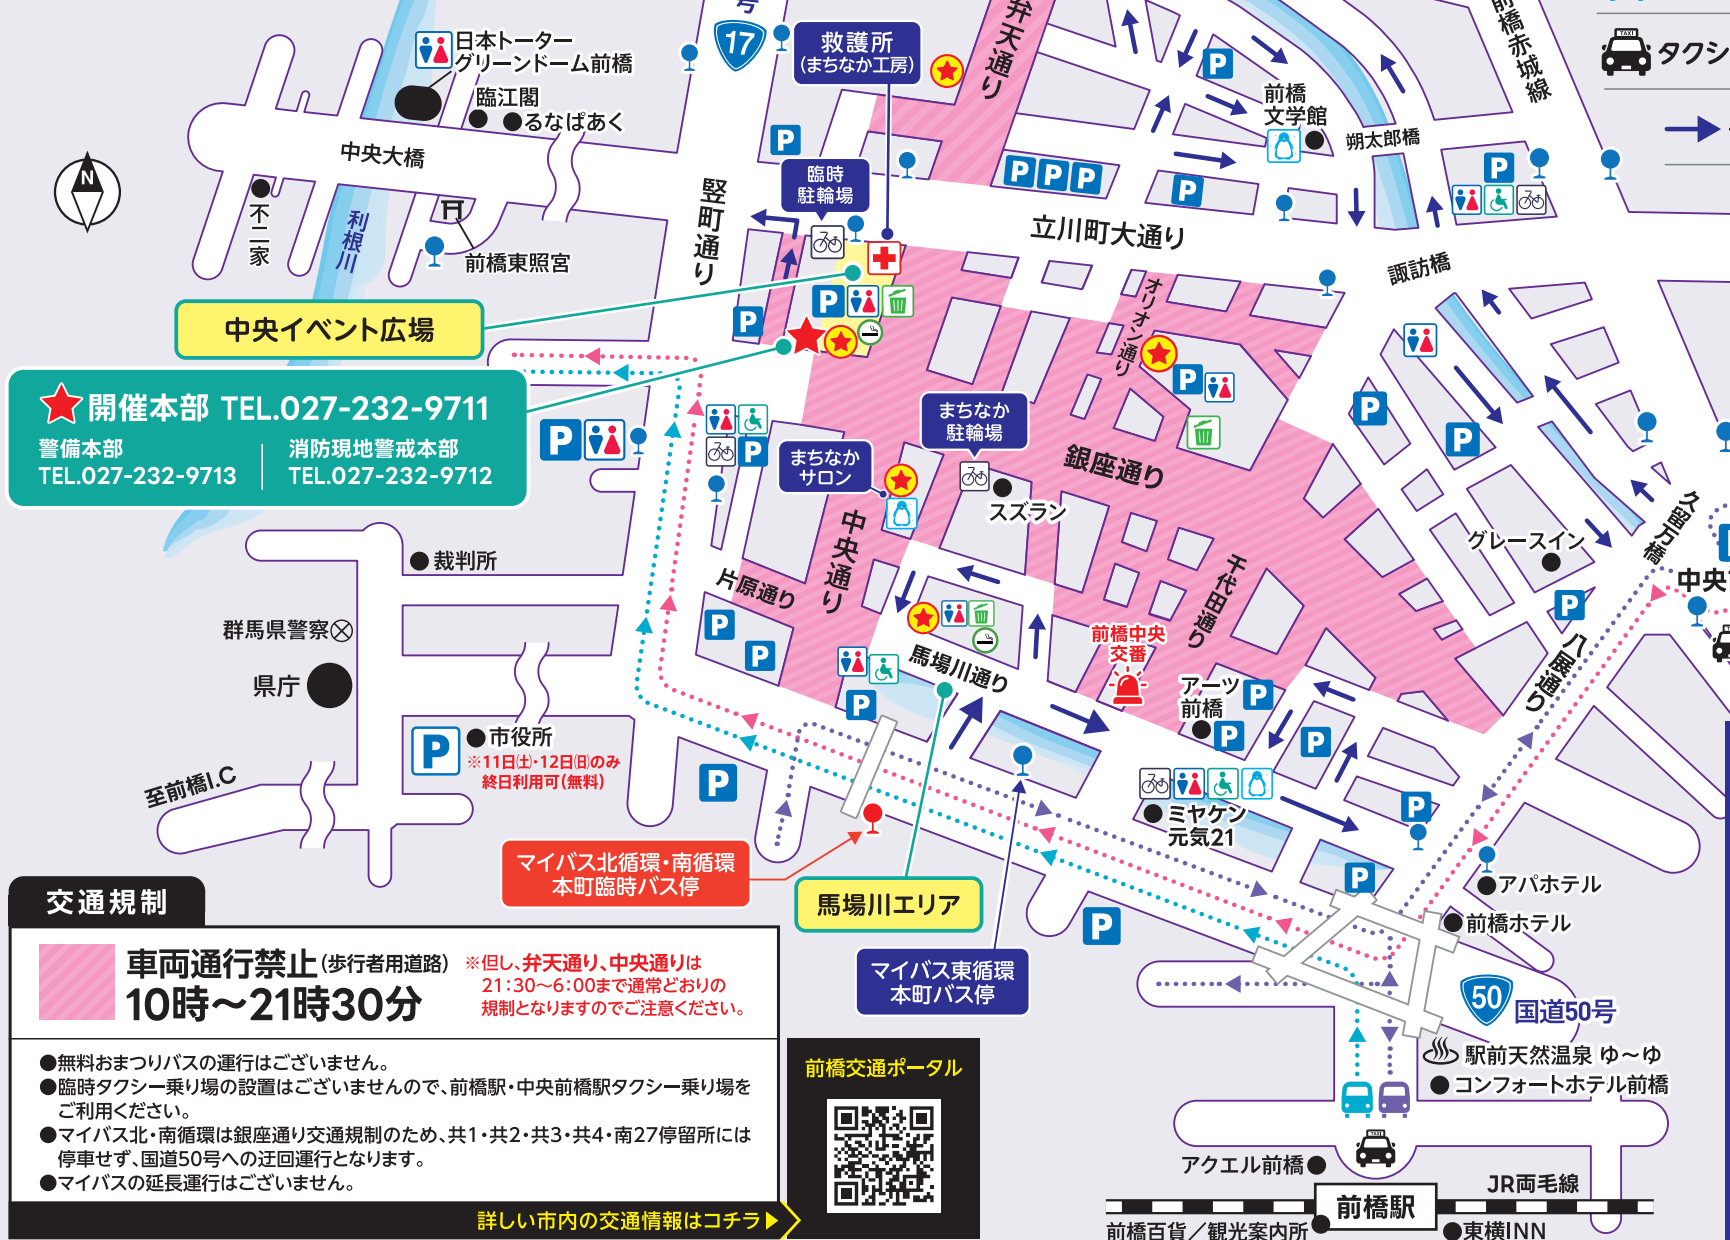 号
17
救護所
(まちなか工房)
弁天通り
前橋赤城線
TAXI
タクシ
日本トーター
グリーンドーム前橋
臨江閣
るなぱあく
中央大橋
前橋
文学館
朔太郎橋
P
P
P P P
P
P
N
不二家
利根川
前橋東照宮
竪町通り
臨時
駐輪場
立川町大通り
諏訪橋
中央イベント広場
P
P
オリオン通り
開催本部 TEL.027-232-9711
警備本部
TEL.027-232-9713
消防現地警戒本部
TEL.027-232-9712
P
P
P
P
P
まちなか
駐輪場
まちなか
サロン
銀座通り
スズラン
中央通り
片原通り
千代田通り
久留万橋
グレースイン
中央
裁判所
群馬県警察
県庁
P
P
P
P
馬場川通り
前橋中央
交番
アーツ
前橋
P
P
P
八展通り
市役所
P
※11日(土)・12日(日)のみ
終日利用可(無料)
至前橋I.C
P
ミヤケン
元気21
P
P
P
マイバス北循環・南循環
本町臨時バス停
馬場川エリア
マイバス東循環
本町バス停
アパホテル
前橋ホテル
50
国道50号
駅前天然温泉 ゆ～ゆ
コンフォートホテル前橋
TAXI
アクエル前橋
JR両毛線
前橋駅
前橋百貨／観光案内所
東横INN
交通規制
車両通行禁止(歩行者用道路)
10時～21時30分
※但し、弁天通り、中央通りは
21：30～6：00まで通常どおりの
規制となりますのでご注意ください。
●無料おまつりバスの運行はございません。
●臨時タクシー乗り場の設置はございませんので、前橋駅・中央前橋駅タクシー乗り場を
ご利用ください。
●マイバス北・南循環は銀座通り交通規制のため、共1・共2・共3・共4・南27停留所には
停車せず、国道50号への迂回運行となります。
●マイバスの延長運行はございません。
詳しい市内の交通情報はコチラ
前橋交通ポータル